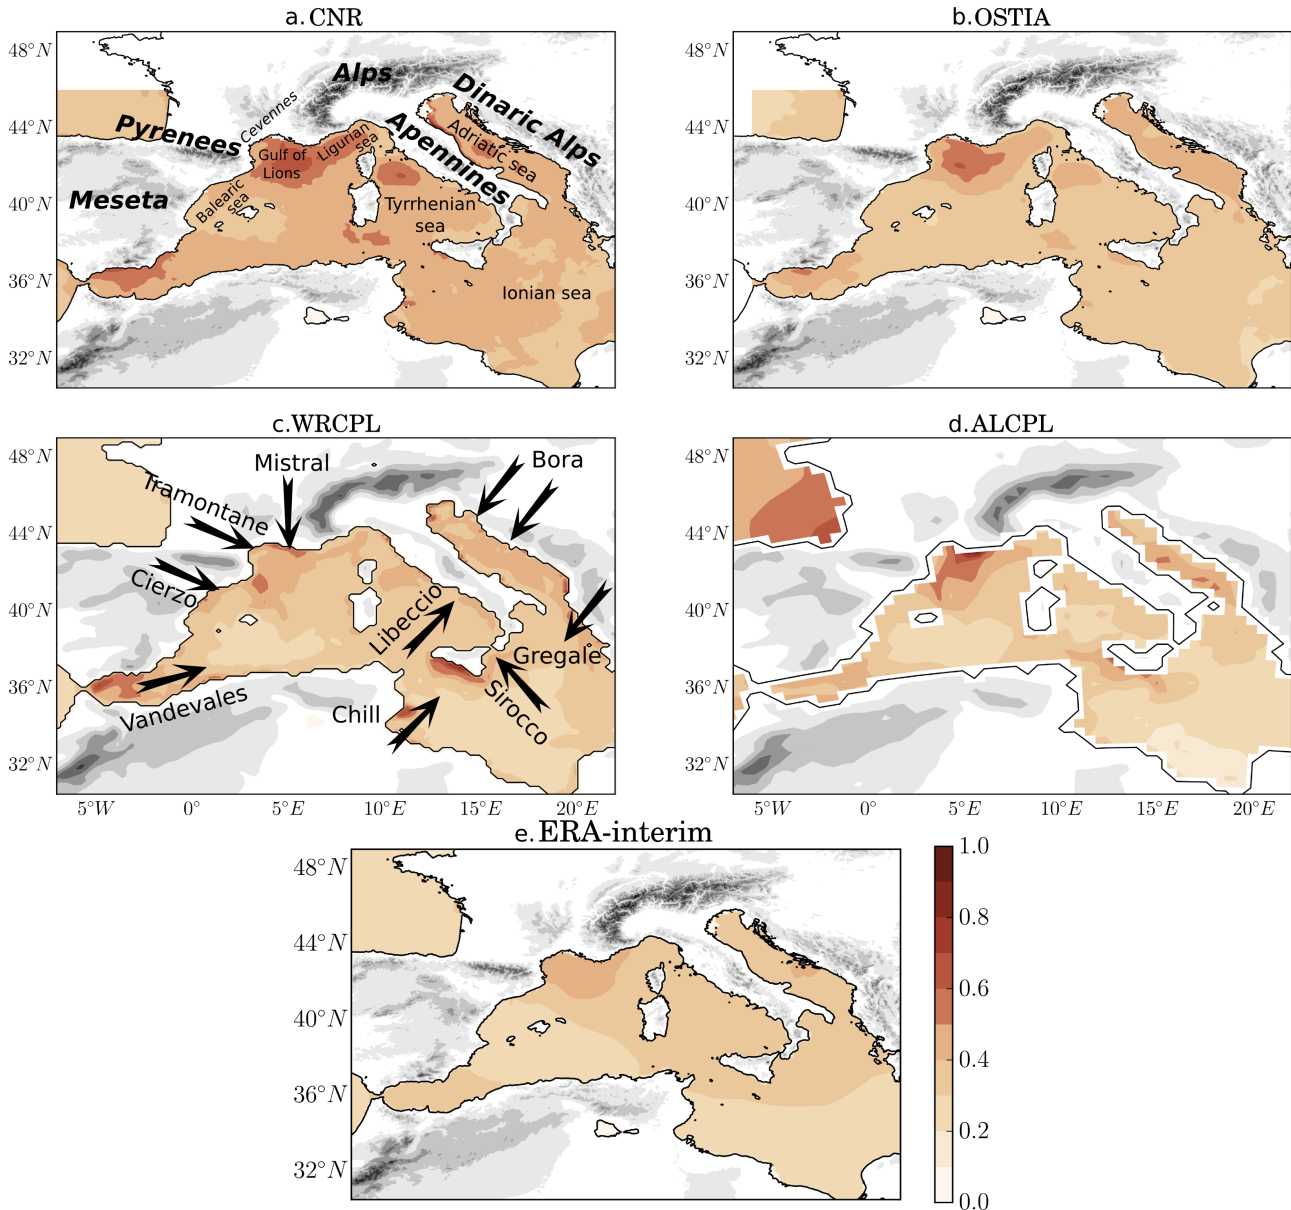 a. CNR
48°N
44°N
40°N
36°N
32°N
Alps
Dinaric Alps
Pyrenees
Cevennes
Apennines
Ligurian
sea
Adriatic sea
Gulf of
Lions
Meseta
Balearic
sea
Tyrrhenian
sea
Ionian sea
b. OSTIA
48°N
44°N
40°N
36°N
32°N
c. WRCPL
48°N
44°N
40°N
36°N
32°N
Mistral
Bora
Tramontane
Cierzo
Libeccio
Gregale
Vandevales
Chill
Sirocco
5°W 0° 5°E 10°E 15°E 20°E
d. ALCPL
48°N
44°N
40°N
36°N
32°N
5°W 0° 5°E 10°E 15°E 20°E
e. ERA-interim
48°N
44°N
40°N
36°N
32°N
1.0
0.8
0.6
0.4
0.2
0.0